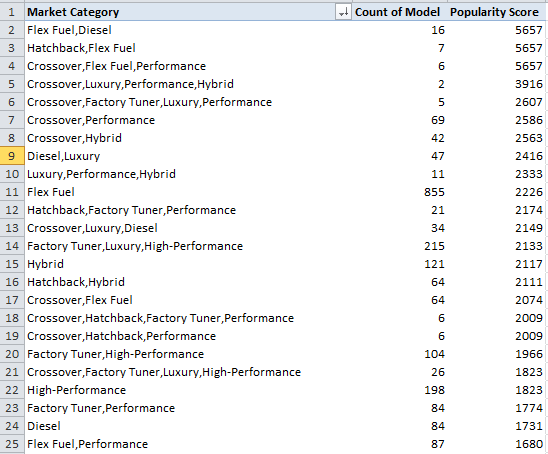 1 Market Category Count of Model Popularity Score
2 Flex Fuel,Diesel 16 5657
3 Hatchback,Flex Fuel 7 5657
4 Crossover,Flex Fuel,Performance 6 5657
5 Crossover,Luxury,Performance,Hybrid 2 3916
6 Crossover,Factory Tuner,Luxury,Performance 5 2607
7 Crossover,Performance 69 2586
8 Crossover,Hybrid 42 2563
9 Diesel,Luxury 47 2416
10 Luxury,Performance,Hybrid 11 2333
11 Flex Fuel 855 2226
12 Hatchback,Factory Tuner,Performance 21 2174
13 Crossover,Luxury,Diesel 34 2149
14 Factory Tuner,Luxury,High-Performance 215 2133
15 Hybrid 121 2117
16 Hatchback,Hybrid 64 2111
17 Crossover,Flex Fuel 64 2074
18 Crossover,Hatchback,Factory Tuner,Performance 6 2009
19 Crossover,Hatchback,Performance 6 2009
20 Factory Tuner,High-Performance 104 1966
21 Crossover,Factory Tuner,Luxury,High-Performance 26 1823
22 High-Performance 198 1823
23 Factory Tuner,Performance 84 1774
24 Diesel 84 1731
25 Flex Fuel,Performance 87 1680